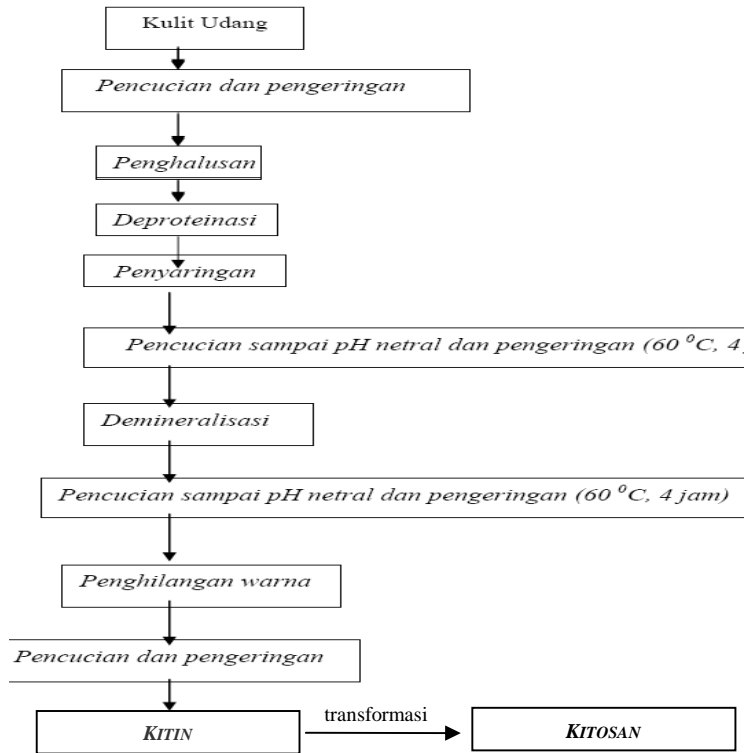 Kulit Udang
Pencucian dan pengeringan
Penghalusan
Deproteinasi
Penyaringan
Pencucian sampai pH netral dan pengeringan (60 ⁰C, 4
Demineralisasi
Pencucian sampai pH netral dan pengeringan (60 ⁰C, 4 jam)
Penghilangan warna
Pencucian dan pengeringan
KITIN
transformasi
KITOSAN